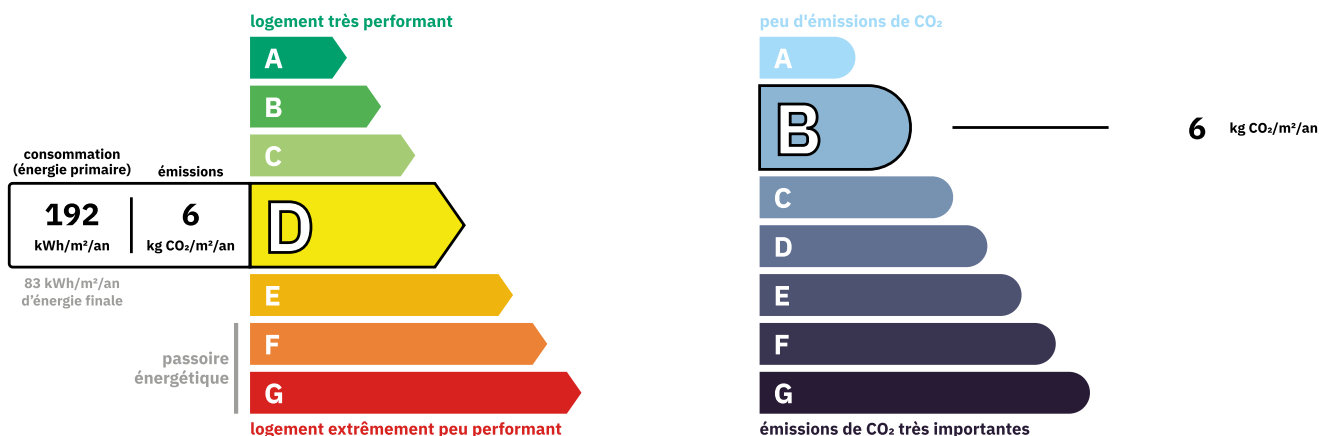 logement très performant
A
B
C
consommation
(énergie primaire)
émissions
192
kWh/m²/an
6
kg CO₂/m²/an
D
83 kWh/m²/an
d'énergie finale
E
F
passoire
énergétique
G
logement extrêmement peu performant
peu d'émissions de CO₂
A
B
6 kg CO₂/m²/an
C
D
E
F
G
émissions de CO₂ très importantes